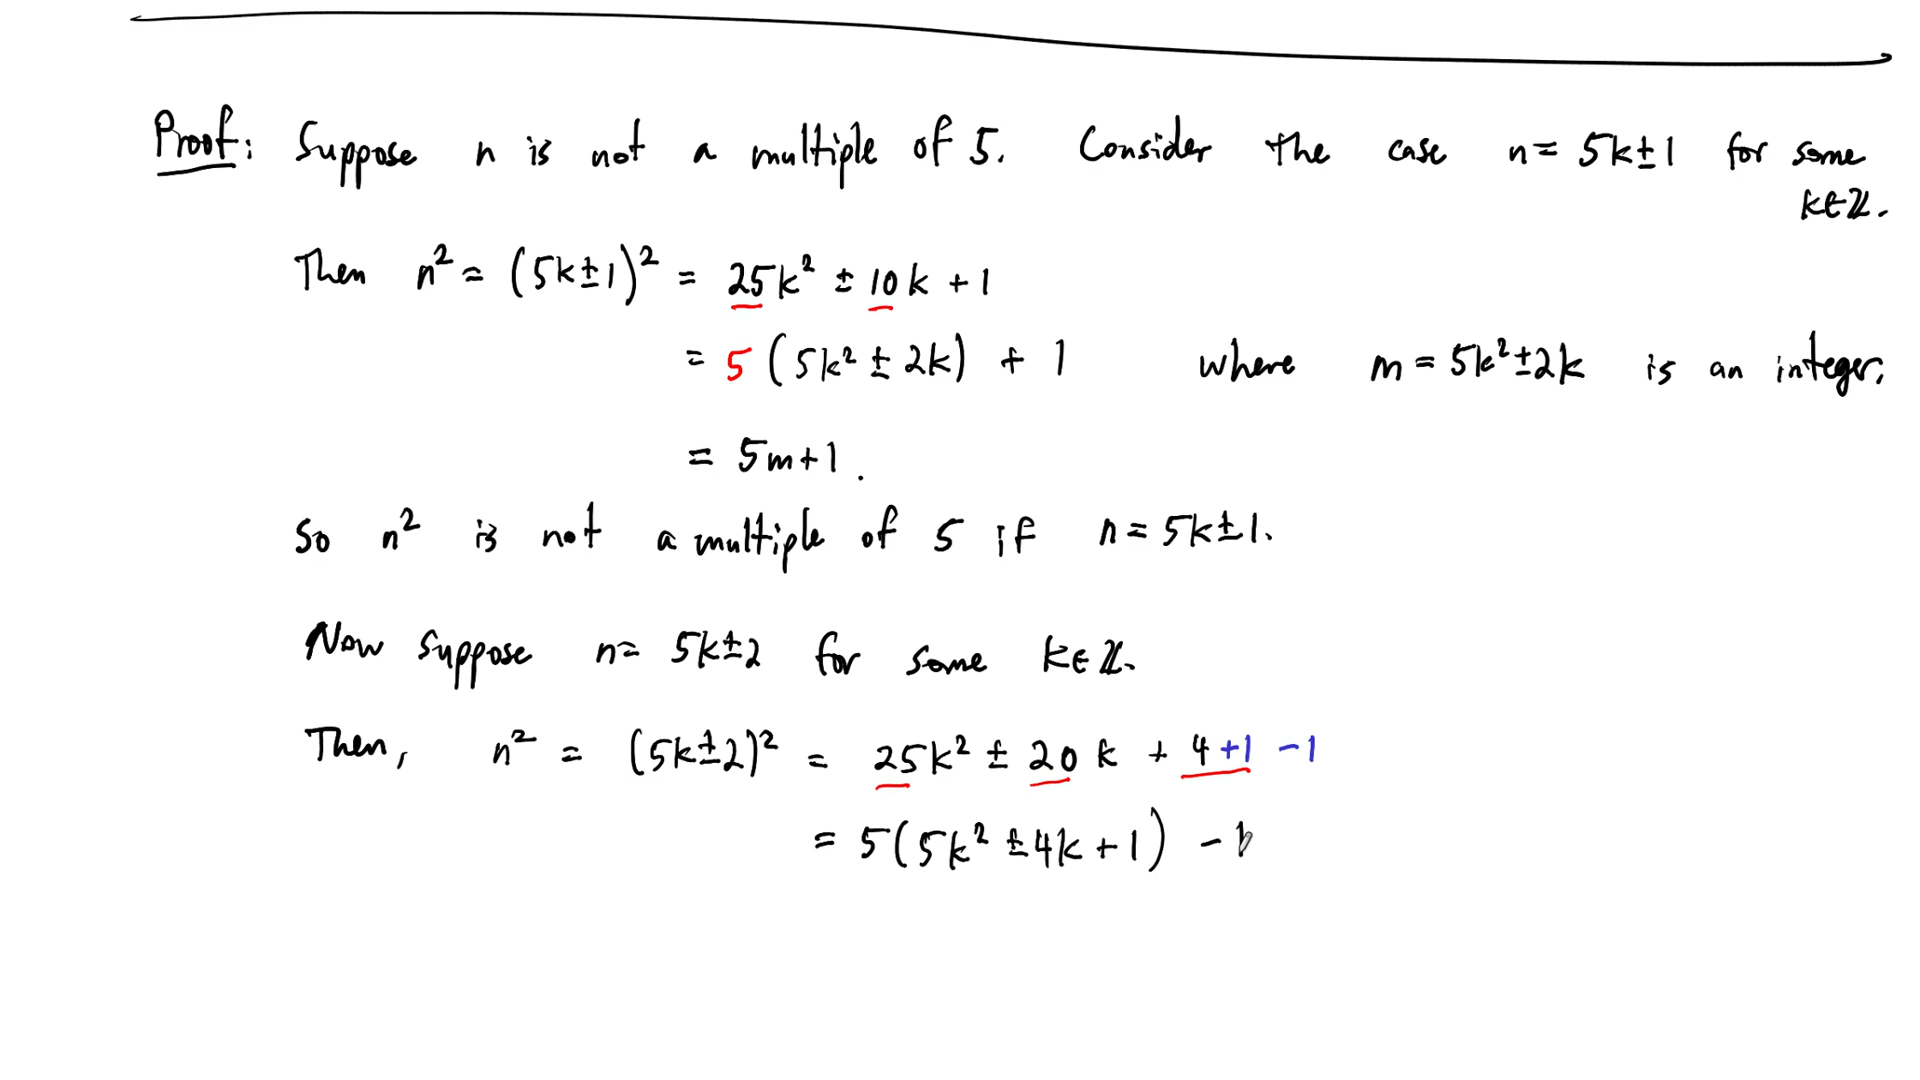 Proof: Suppose n is not a multiple of 5. Consider the case n = 5k±1 for some
k∈ℤ.
Then n² = (5k±1)² = 25k² ± 10k + 1
= 5(5k² ± 2k) + 1 where m = 5k²±2k is an integer.
= 5m+1.
So n² is not a multiple of 5 if n = 5k±1.
Now suppose n = 5k±2 for some k∈ℤ.
Then, n² = (5k±2)² = 25k² ± 20k + 4 +1 -1
= 5(5k² ±4k+1) - 1